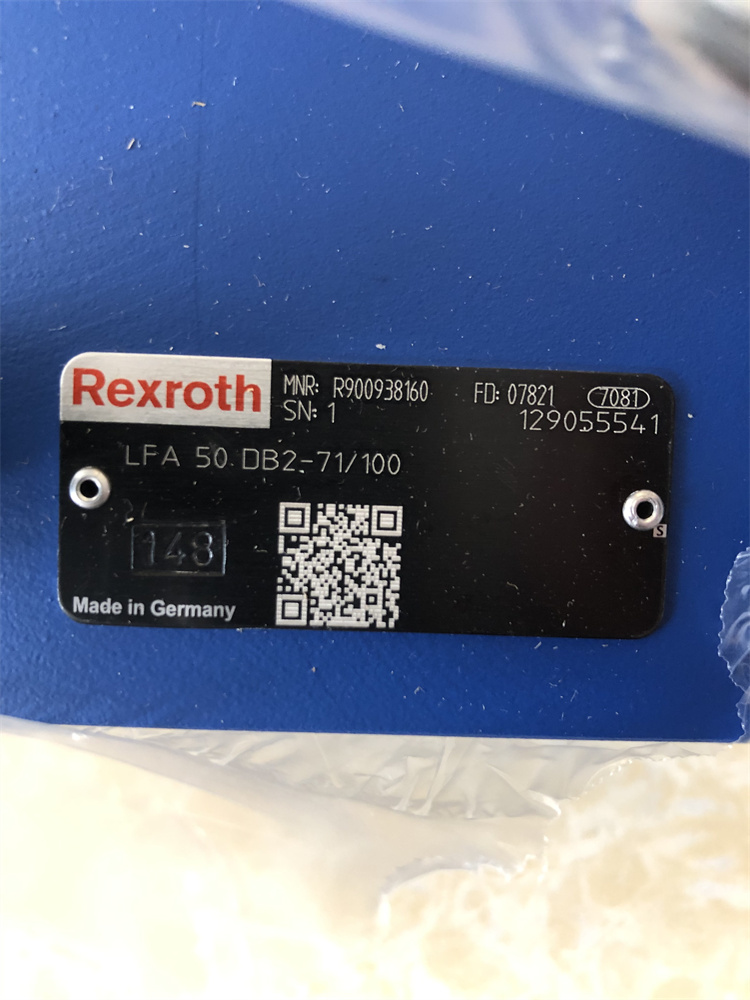 Rexroth
MNR: R900938160 FD: 07821 7081
SN: 1 129055541
LFA 50 DB2-71/100
148
S
Made in Germany